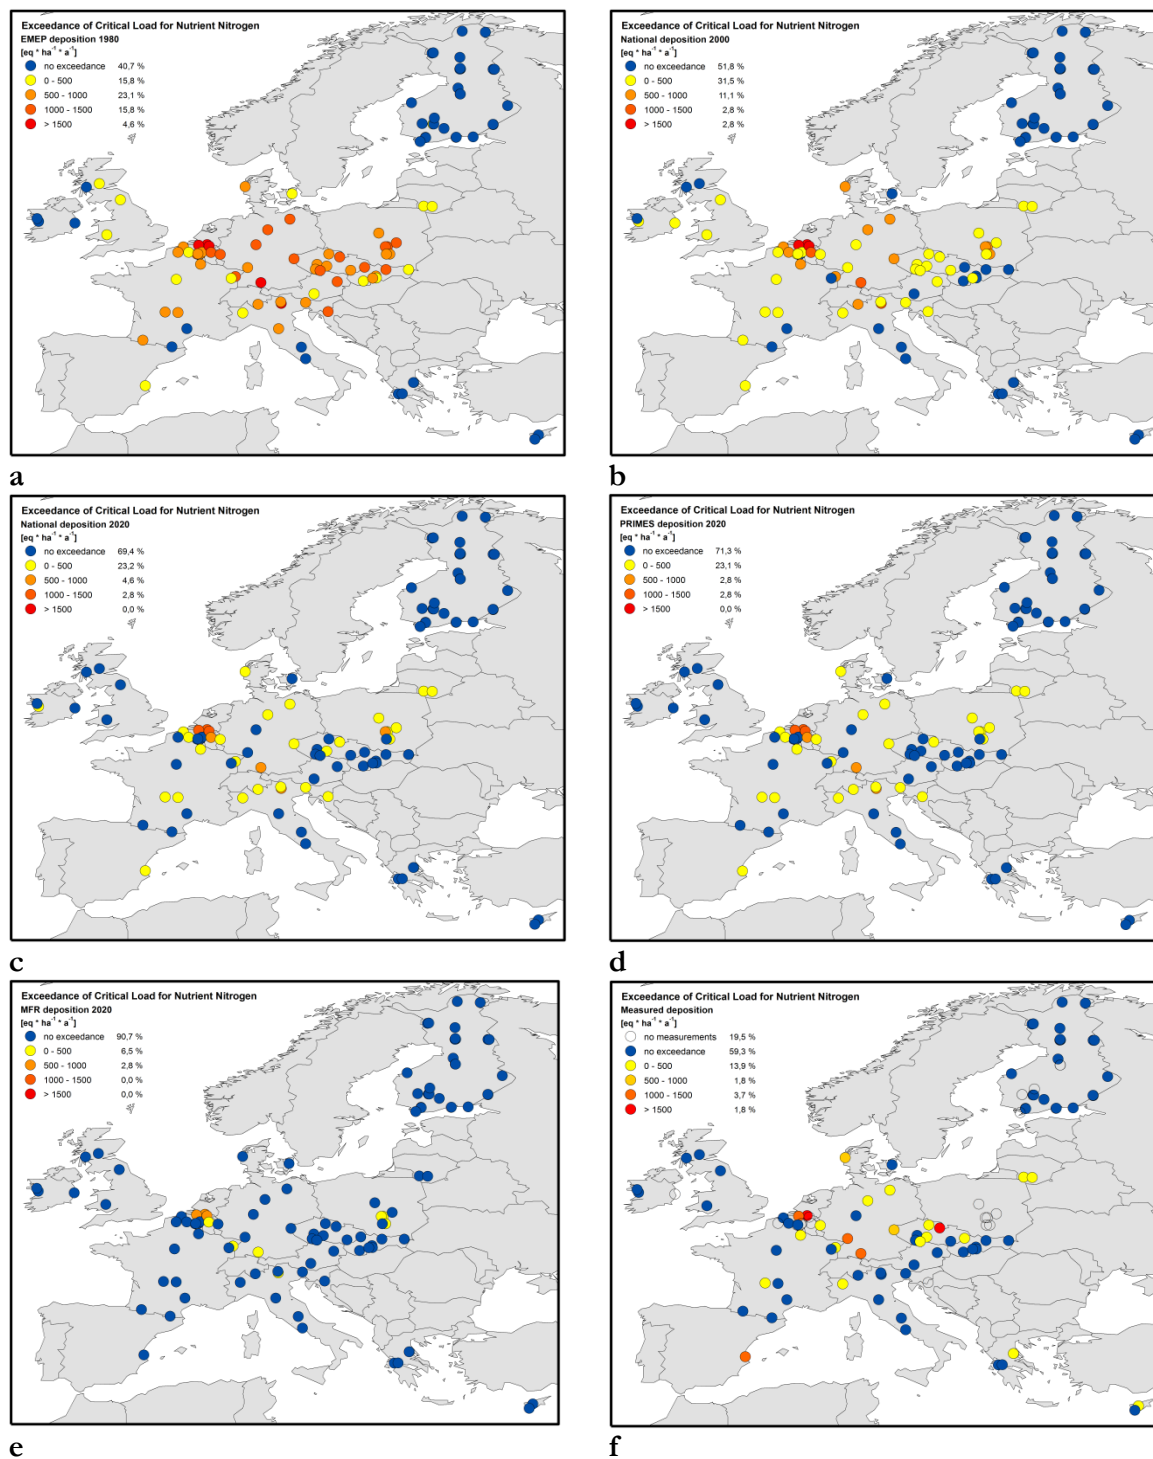 Exceedance of Critical Load for Nutrient Nitrogen
EMEP deposition 1980
[eq * ha⁻¹ * a⁻¹]
no exceedance 40,7 %
0 - 500 15,8 %
500 - 1000 23,1 %
1000 - 1500 15,8 %
> 1500 4,6 %
a
Exceedance of Critical Load for Nutrient Nitrogen
National deposition 2000
[eq * ha⁻¹ * a⁻¹]
no exceedance 51,8 %
0 - 500 31,5 %
500 - 1000 11,1 %
1000 - 1500 2,8 %
> 1500 2,8 %
b
Exceedance of Critical Load for Nutrient Nitrogen
National deposition 2020
[eq * ha⁻¹ * a⁻¹]
no exceedance 69,4 %
0 - 500 23,2 %
500 - 1000 4,6 %
1000 - 1500 2,8 %
> 1500 0,0 %
c
Exceedance of Critical Load for Nutrient Nitrogen
PRIMES deposition 2020
[eq * ha⁻¹ * a⁻¹]
no exceedance 71,3 %
0 - 500 23,1 %
500 - 1000 2,8 %
1000 - 1500 2,8 %
> 1500 0,0 %
d
Exceedance of Critical Load for Nutrient Nitrogen
MFR deposition 2020
[eq * ha⁻¹ * a⁻¹]
no exceedance 90,7 %
0 - 500 6,5 %
500 - 1000 2,8 %
1000 - 1500 0,0 %
> 1500 0,0 %
e
Exceedance of Critical Load for Nutrient Nitrogen
Measured deposition
[eq * ha⁻¹ * a⁻¹]
no measurements 19,5 %
no exceedance 59,3 %
0 - 500 13,9 %
500 - 1000 1,8 %
1000 - 1500 3,7 %
> 1500 1,8 %
f